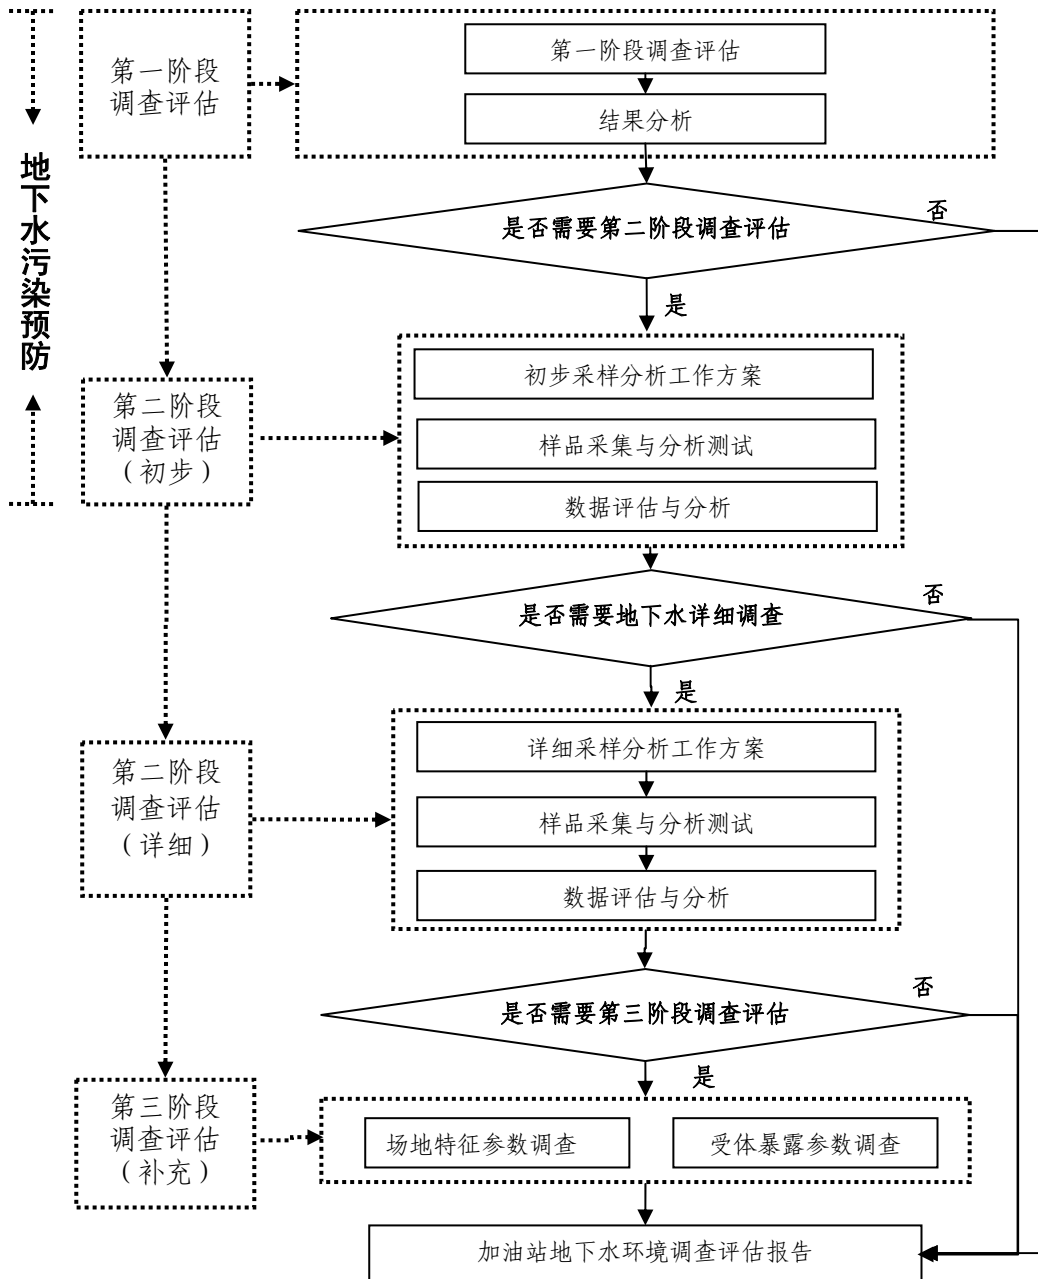 地下水污染预防
第一阶段
调查评估
第一阶段调查评估
结果分析
是否需要第二阶段调查评估
否
是
第二阶段
调查评估
（初步）
初步采样分析工作方案
样品采集与分析测试
数据评估与分析
是否需要地下水详细调查
否
是
第二阶段
调查评估
（详细）
详细采样分析工作方案
样品采集与分析测试
数据评估与分析
是否需要第三阶段调查评估
否
是
第三阶段
调查评估
（补充）
场地特征参数调查
受体暴露参数调查
加油站地下水环境调查评估报告